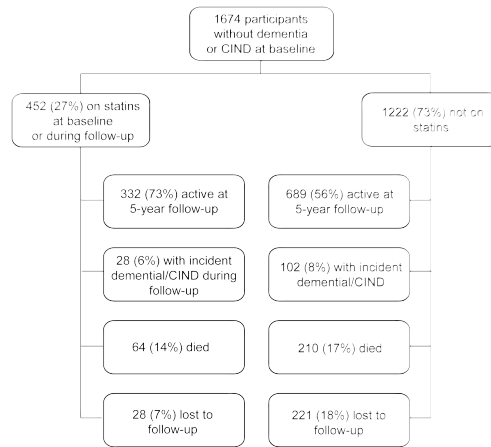 1674 participants
without dementia
or CIND at baseline
452 (27%) on statins
at baseline
or during follow-up
1222 (73%) not on
statins
332 (73%) active at
5-year follow-up
689 (56%) active at
5-year follow-up
28 (6%) with incident
demential/CIND during
follow-up
102 (8%) with incident
demential/CIND
64 (14%) died
210 (17%) died
28 (7%) lost to
follow-up
221 (18%) lost to
follow-up